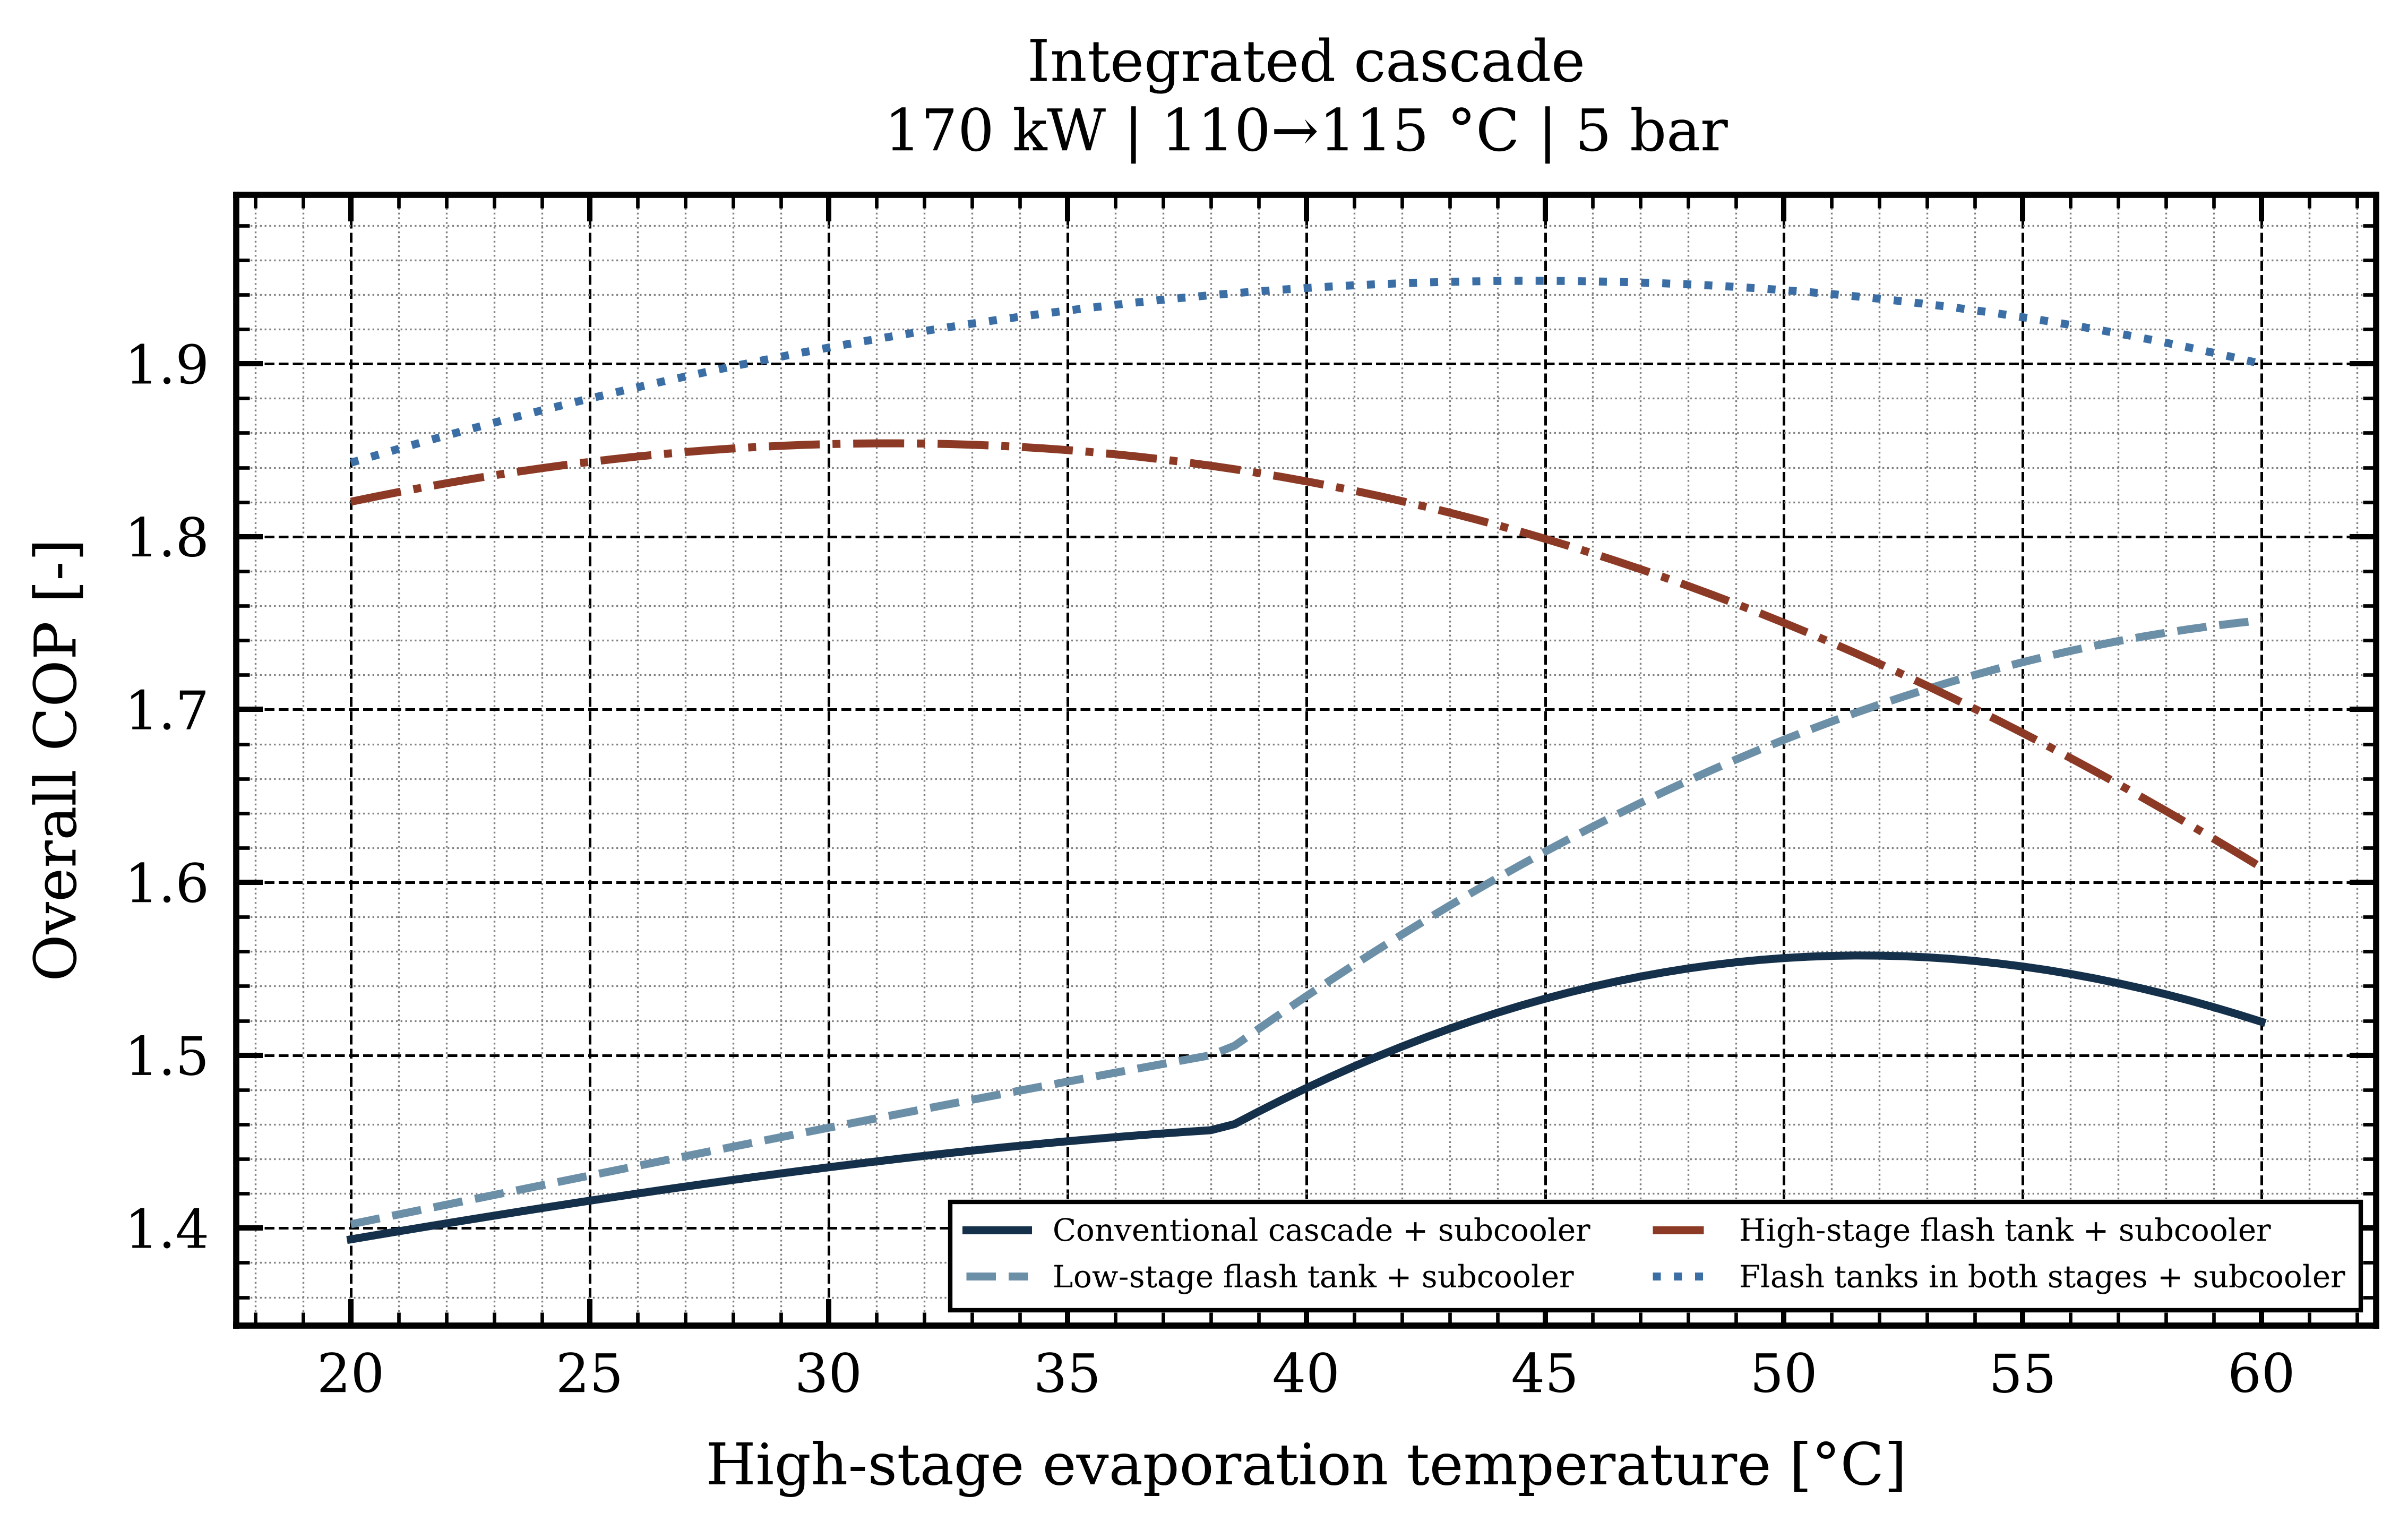 Integrated cascade
170 kW | 110→115 °C | 5 bar
Overall COP [-]
1.9
1.8
1.7
1.6
1.5
1.4
Conventional cascade + subcooler
Low-stage flash tank + subcooler
High-stage flash tank + subcooler
Flash tanks in both stages + subcooler
20 25 30 35 40 45 50 55 60
High-stage evaporation temperature [°C]